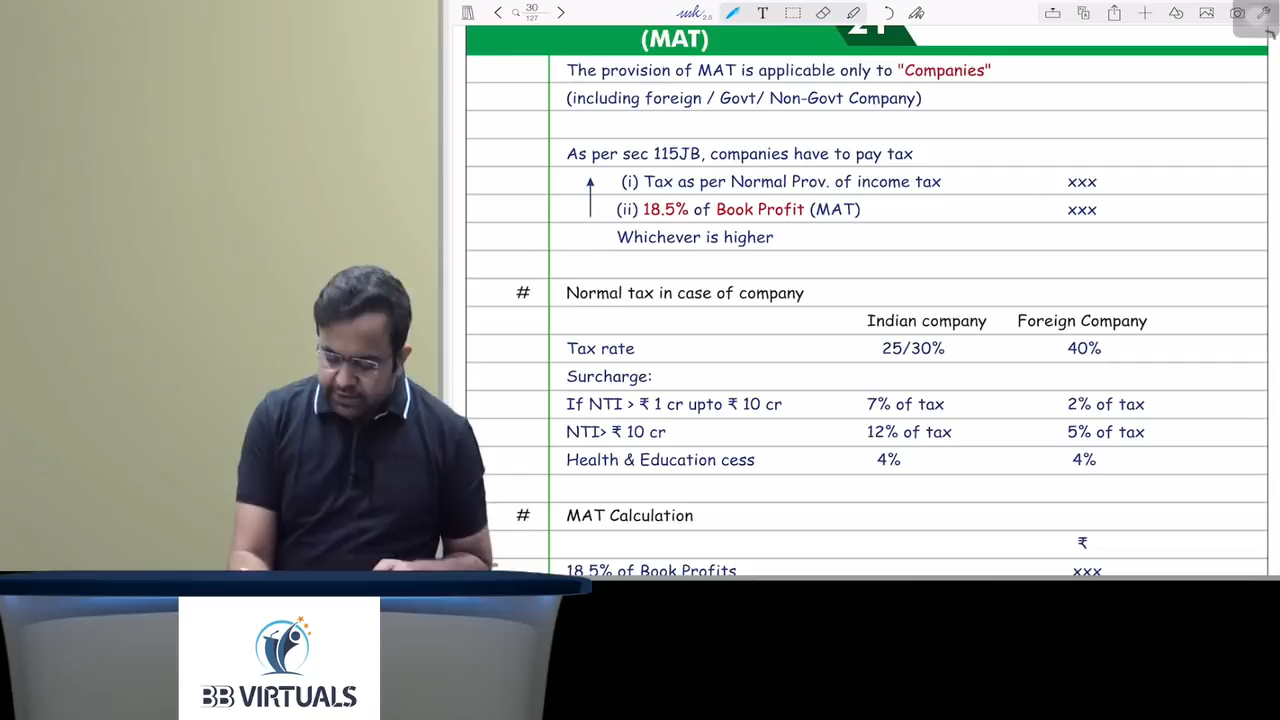 30
127
2.5
T
21
(MAT)
The provision of MAT is applicable only to "Companies"
(including foreign / Govt/ Non-Govt Company)
As per sec 115JB, companies have to pay tax
(i) Tax as per Normal Prov. of income tax xxx
(ii) 18.5% of Book Profit (MAT) xxx
Whichever is higher
# Normal tax in case of company
Indian company Foreign Company
Tax rate 25/30% 40%
Surcharge:
If NTI > ₹ 1 cr upto ₹ 10 cr 7% of tax 2% of tax
NTI> ₹ 10 cr 12% of tax 5% of tax
Health & Education cess 4% 4%
# MAT Calculation
₹
18.5% of Book Profits xxx
BB VIRTUALS